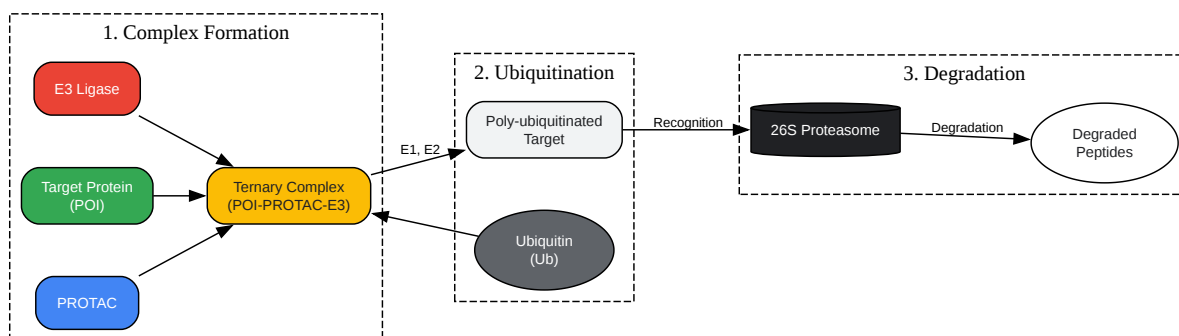 1. Complex Formation
E3 Ligase
Target Protein
(POI)
PROTAC
Ternary Complex
(POI-PROTAC-E3)
E1, E2
2. Ubiquitination
Poly-ubiquitinated
Target
Ubiquitin
(Ub)
Recognition
3. Degradation
26S Proteasome
Degradation
Degraded
Peptides